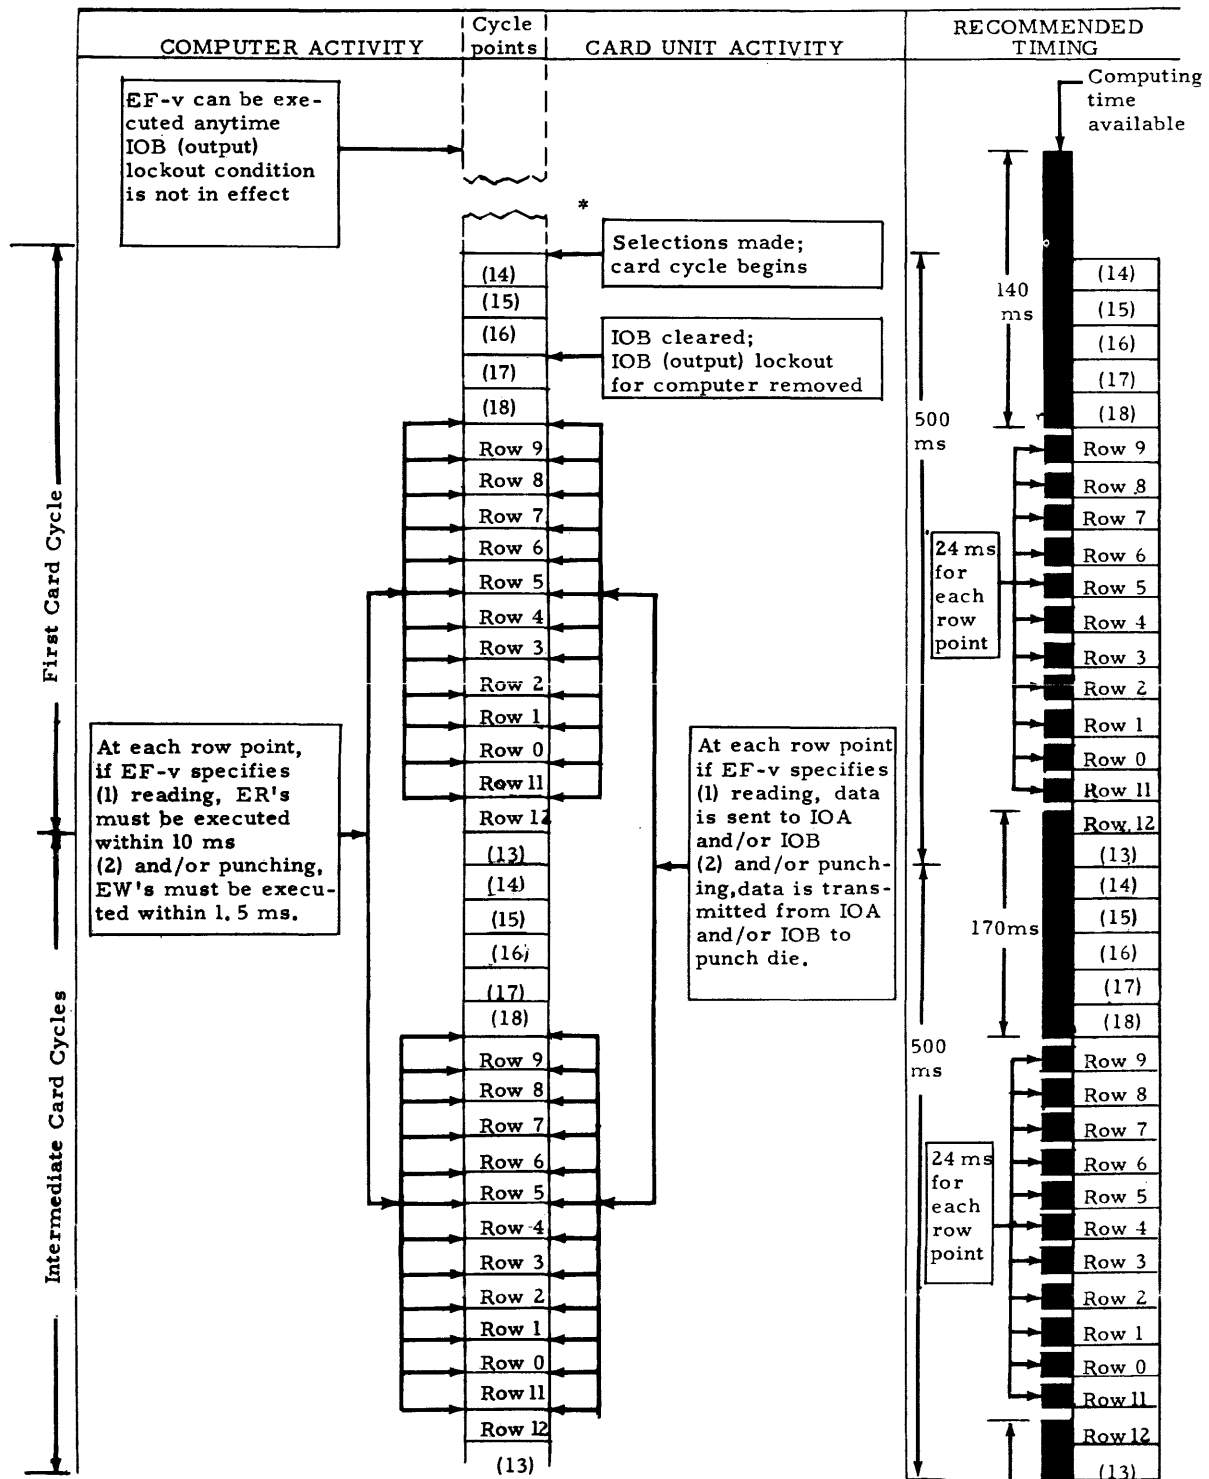 COMPUTER ACTIVITY
Cycle
points
CARD UNIT ACTIVITY
RECOMMENDED
TIMING
EF-v can be exe-
cuted anytime
IOB (output)
lockout condition
is not in effect
*
Selections made;
card cycle begins
IOB cleared;
IOB (output) lockout
for computer removed
First Card Cycle
Intermediate Card Cycles
At each row point,
if EF-v specifies
(1) reading, ER's
must be executed
within 10 ms
(2) and/or punching,
EW's must be execu-
ted within 1.5 ms.
(14)
(15)
(16)
(17)
(18)
Row 9
Row 8
Row 7
Row 6
Row 5
Row 4
Row 3
Row 2
Row 1
Row 0
Row 11
Row 12
(13)
(14)
(15)
(16)
(17)
(18)
Row 9
Row 8
Row 7
Row 6
Row 5
Row 4
Row 3
Row 2
Row 1
Row 0
Row 11
Row 12
(13)
At each row point
if EF-v specifies
(1) reading, data
is sent to IOA
and/or IOB
(2) and/or punch-
ing, data is trans-
mitted from IOA
and/or IOB to
punch die.
500
ms
500
ms
Computing
time
available
140
ms
24 ms
for
each
row
point
170ms
24 ms
for
each
row
point
(14)
(15)
(16)
(17)
(18)
Row 9
Row 8
Row 7
Row 6
Row 5
Row 4
Row 3
Row 2
Row 1
Row 0
Row 11
Row 12
(13)
(14)
(15)
(16)
(17)
(18)
Row 9
Row 8
Row 7
Row 6
Row 5
Row 4
Row 3
Row 2
Row 1
Row 0
Row 11
Row 12
(13)